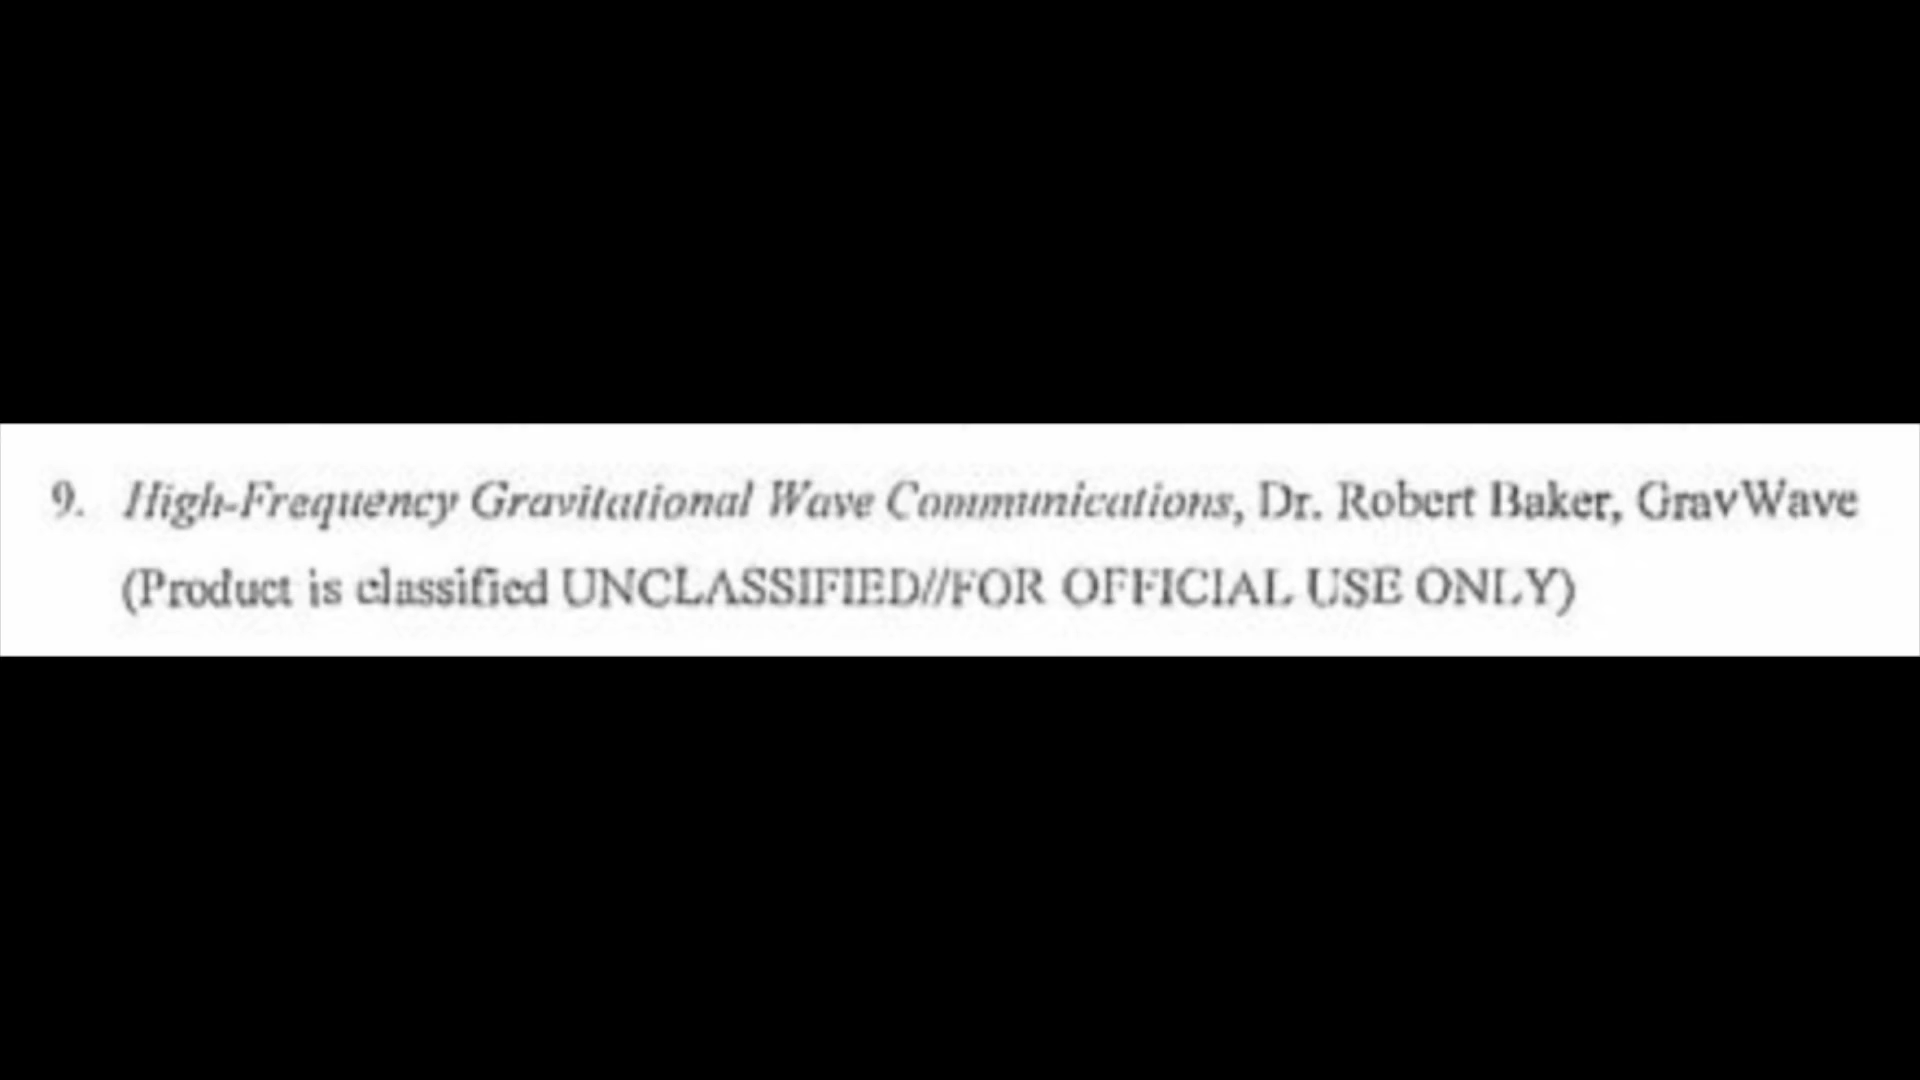 9. High-Frequency Gravitational Wave Communications, Dr. Robert Baker, GravWave
(Product is classified UNCLASSIFIED//FOR OFFICIAL USE ONLY)